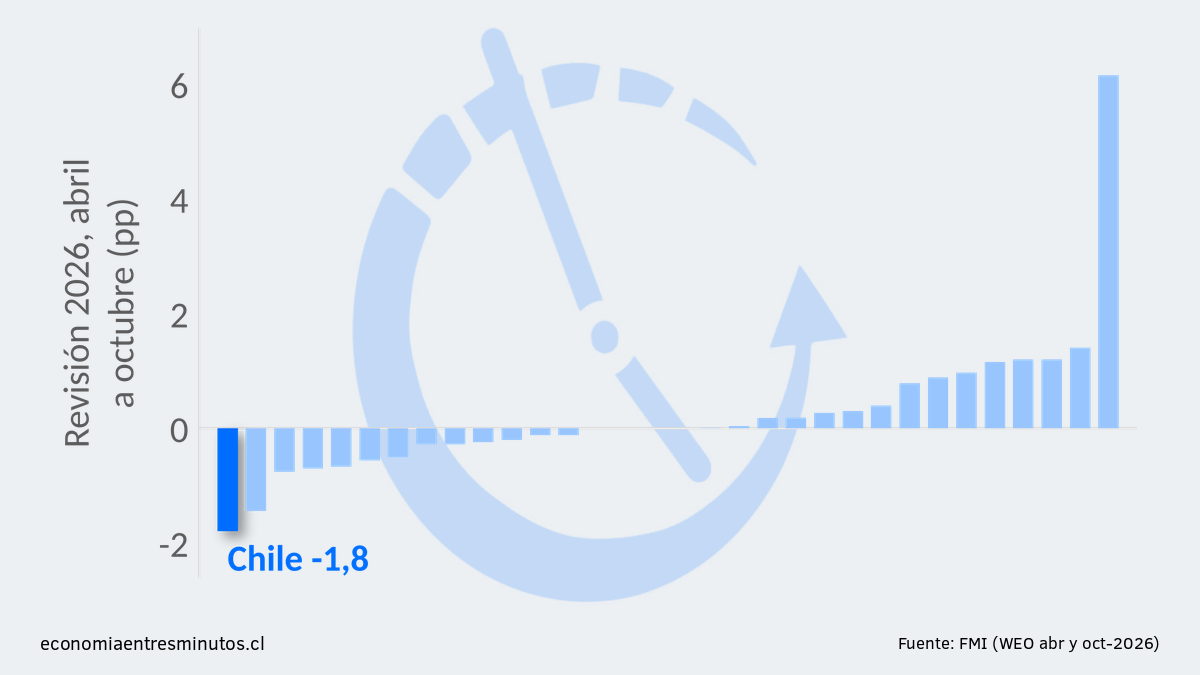 Revisión 2026, abril
a octubre (pp)
6
4
2
0
-2
Chile -1,8
economiaentresminutos.cl
Fuente: FMI (WEO abr y oct-2026)